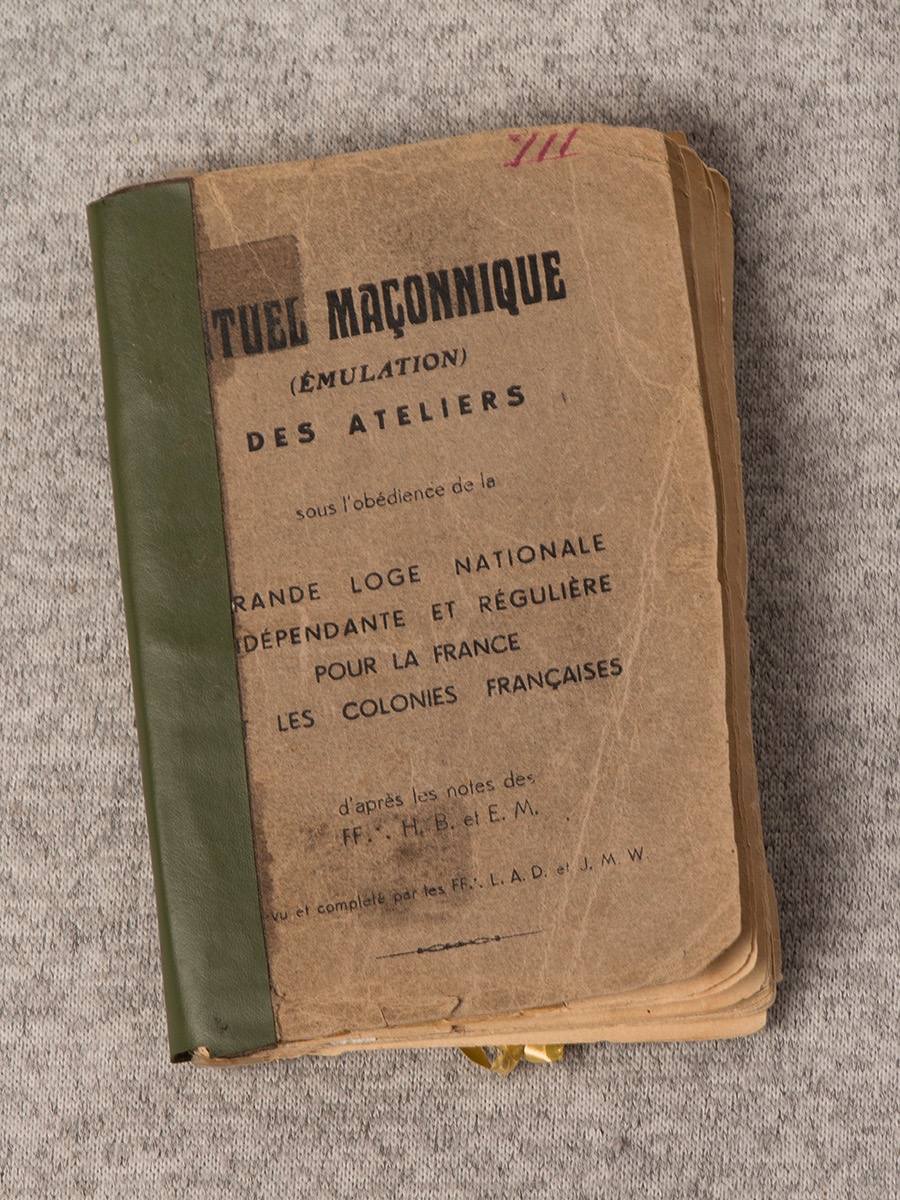 TUEL MAÇONNIQUE
(ÉMULATION)
DES ATELIERS
sous l'obédience de la
RANDE LOGE NATIONALE
DÉPENDANTE ET RÉGULIÈRE
POUR LA FRANCE
LES COLONIES FRANÇAISES
d'après les notes des
FF∴ H. B. et E. M.
vu et complété par les FF∴ L. A. D. et J. M. W.